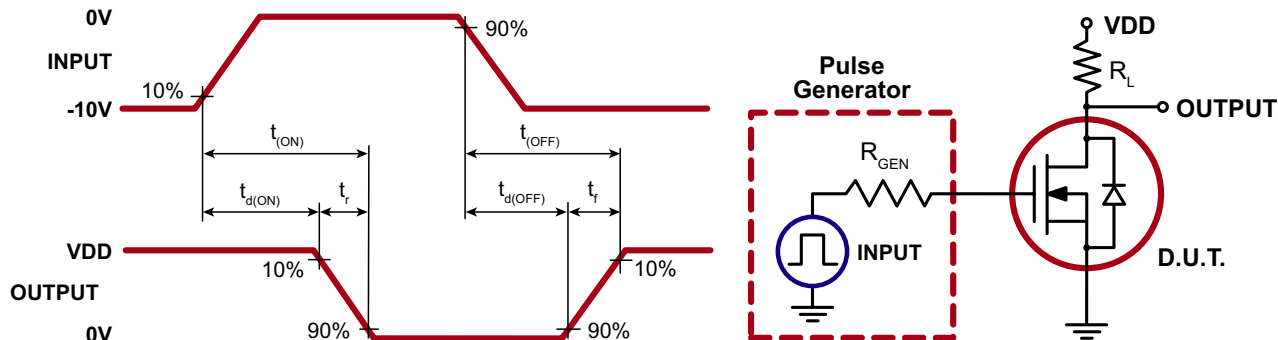 0V
INPUT
-10V
10%
90%
t(ON)
t(OFF)
td(ON)
tr
td(OFF)
tf
VDD
OUTPUT
0V
10%
90%
90%
10%
Pulse
Generator
RGEN
INPUT
VDD
RL
OUTPUT
D.U.T.